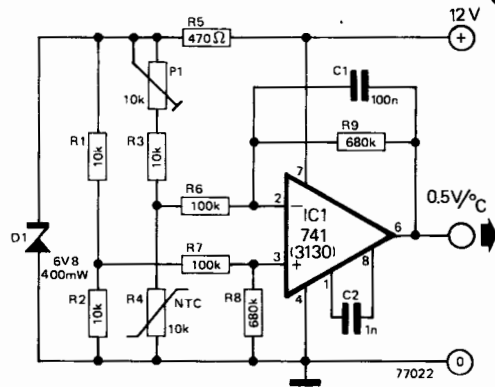 12V
+
R5
470Ω
P1
10k
C1
100n
R9
680k
R1
10k
R3
10k
R6
100k
7
2
−
IC1
741
(3130)
6
0.5V/°C
D1
6V8
400mW
R7
100k
3
+
8
1
4
C2
1n
R2
10k
R4
NTC
10k
R8
680k
77022
0